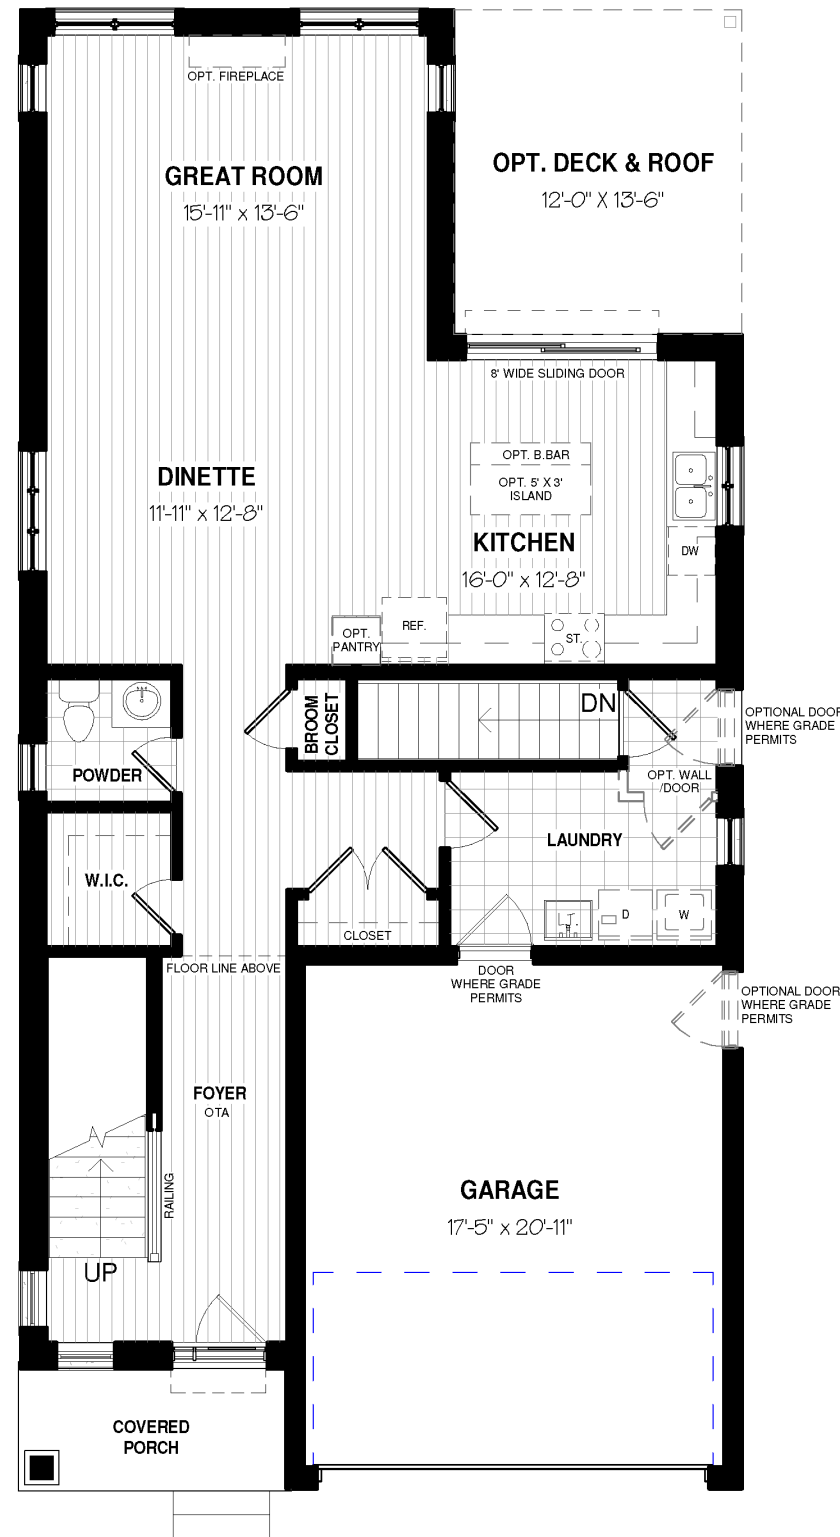 OPT. FIREPLACE
GREAT ROOM
15'-11" x 13'-6"
OPT. DECK & ROOF
12'-0" X 13'-6"
8' WIDE SLIDING DOOR
OPT. B.BAR
OPT. 5' X 3'
ISLAND
DINETTE
11'-11" x 12'-8"
KITCHEN
16'-0" x 12'-8"
DW
REF.
ST.
OPT.
PANTRY
BROOM
CLOSET
DN
OPTIONAL DOOR
WHERE GRADE
PERMITS
POWDER
OPT. WALL
/DOOR
LAUNDRY
W.I.C.
D
W
CLOSET
FLOOR LINE ABOVE
DOOR
WHERE GRADE
PERMITS
OPTIONAL DOOR
WHERE GRADE
PERMITS
FOYER
OTA
RAILING
GARAGE
17'-5" x 20'-11"
UP
COVERED
PORCH